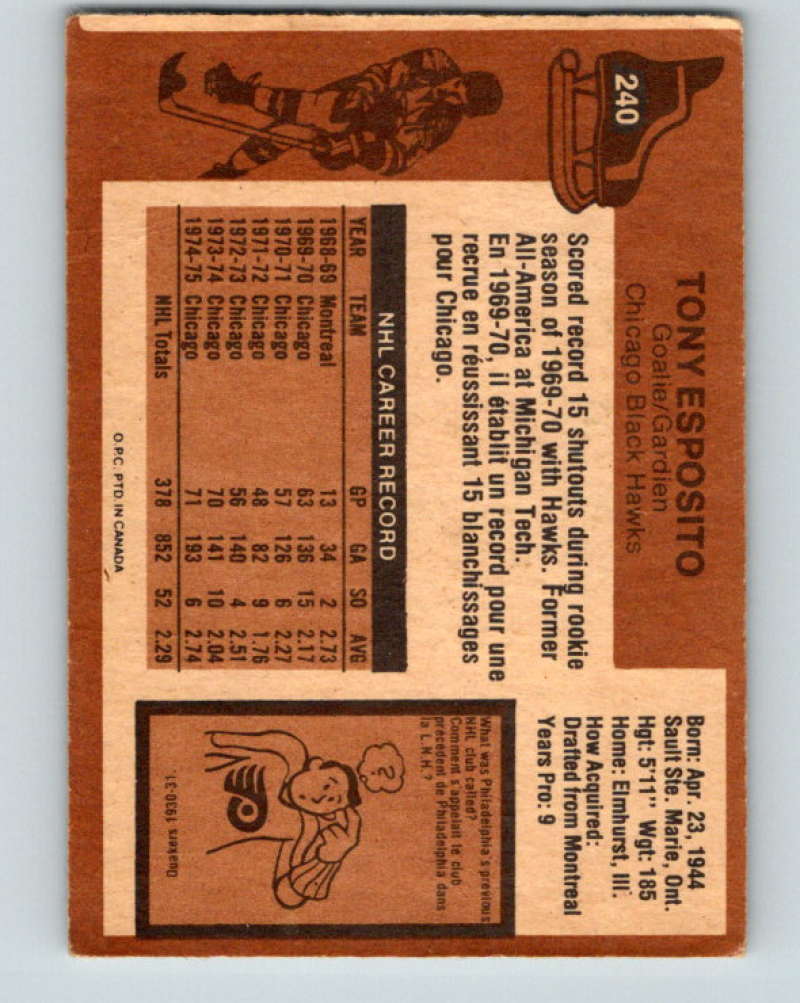 240
TONY ESPOSITO
Goalie/Gardien
Chicago Black Hawks
Born: Apr. 23, 1944
Sault Ste. Marie, Ont.
Hgt: 5'11" Wgt: 185
Home: Elmhurst, Ill.
How Acquired:
Drafted from Montreal
Years Pro: 9
Scored record 15 shutouts during rookie
season of 1969-70 with Hawks. Former
All-America at Michigan Tech.
En 1969-70, il établit un record pour une
recrue en réussissant 15 blanchissages
pour Chicago.
NHL CAREER RECORD
YEAR TEAM GP GA SO AVG
1968-69 Montreal 13 34 2 2.73
1969-70 Chicago 63 136 15 2.17
1970-71 Chicago 57 126 6 2.27
1971-72 Chicago 48 82 9 1.76
1972-73 Chicago 56 140 4 2.51
1973-74 Chicago 70 141 10 2.04
1974-75 Chicago 71 193 6 2.74
NHL Totals 378 852 52 2.29
What was Philadelphia's previous
NHL club called?
Comment s'appelait le club
précédent de Philadelphia dans
la L.N.H.?
?
Quakers 1930-31.
O.P.C. PTD. IN CANADA